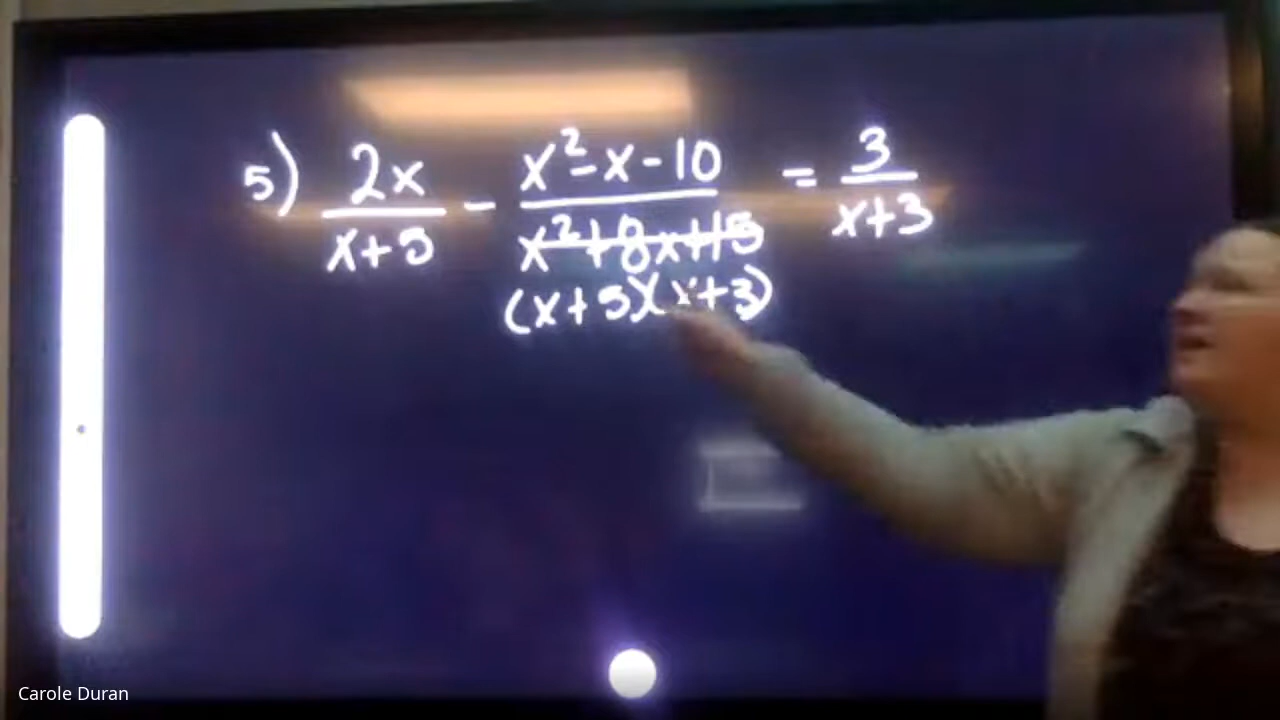 5) 2x/x+5 - x²-x-10/x²+8x+15 = 3/x+3
(x+5)(x+3)
Carole Duran